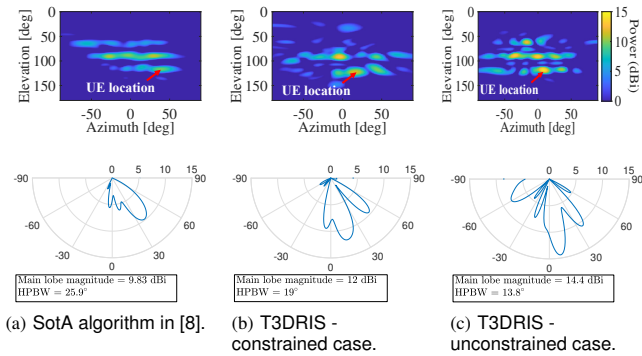 Elevation [deg]
0
50
100
150
UE location
-50 0 50
Azimuth [deg]
Elevation [deg]
0
50
100
150
UE location
-50 0 50
Azimuth [deg]
Elevation [deg]
0
50
100
150
UE location
-50 0 50
Azimuth [deg]
15
10
5
0
Power (dBi)
0 5 10 15
-90 90
-60 60
-30 30
0
Main lobe magnitude = 9.83 dBi
HPBW = 25.9°
0 5 10 15
-90 90
-60 60
-30 30
0
Main lobe magnitude = 12 dBi
HPBW = 19°
0 5 10 15
-90 90
-60 60
-30 30
0
Main lobe magnitude = 14.4 dBi
HPBW = 13.8°
(a) SotA algorithm in [8].
(b) T3DRIS -
constrained case.
(c) T3DRIS -
unconstrained case.